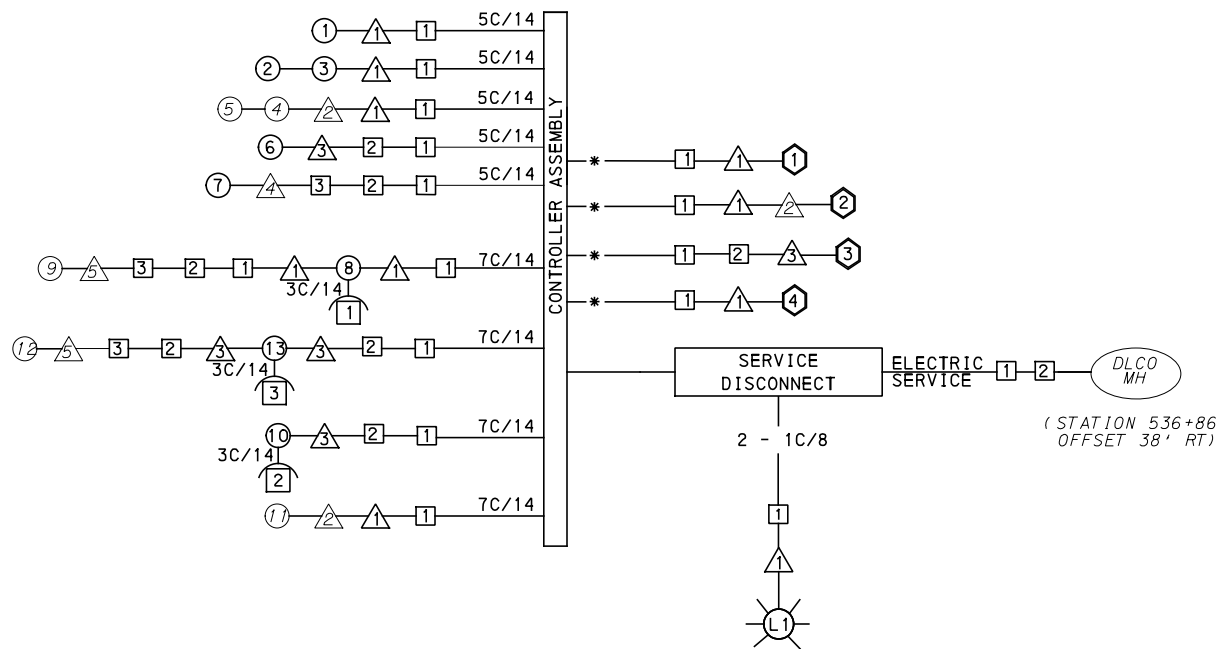 1 1 1 5C/14
2 3 1 1 5C/14
5 4 2 1 1 5C/14
6 3 2 1 5C/14
7 4 3 2 1 5C/14
9 5 3 2 1 1 8 1 1 7C/14
3C/14
1
12 5 3 2 3 13 3 2 1 7C/14
3C/14
3
10 3 2 1 7C/14
3C/14
2
11 2 1 1 7C/14
CONTROLLER ASSEMBLY
* 1 1 1
* 1 1 2 2
* 1 2 3 3
* 1 1 4
SERVICE
DISCONNECT
ELECTRIC
SERVICE
1 2
DLCO
MH
(STATION 536+86
OFFSET 38' RT)
2 - 1C/8
1
1
L1